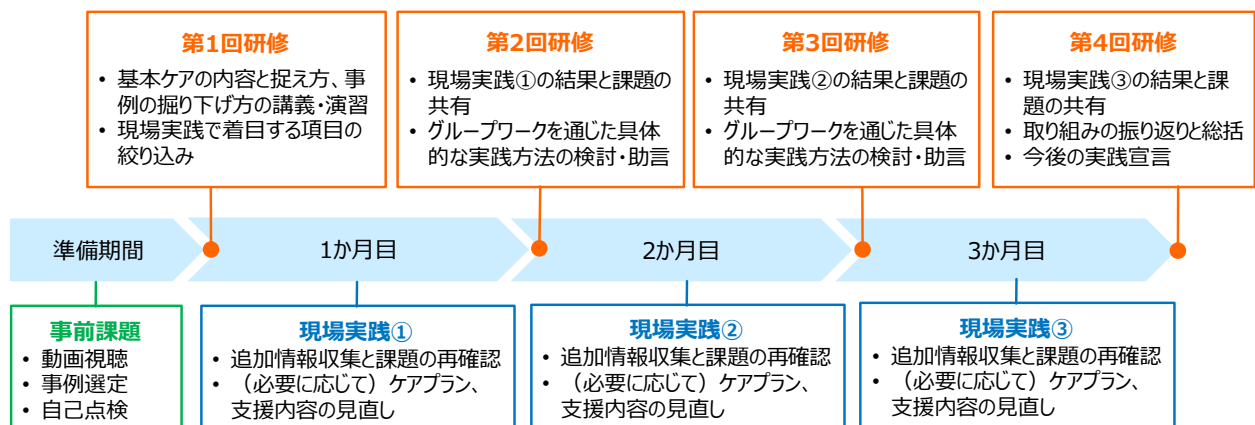 第1回研修
• 基本ケアの内容と捉え方、事
例の掘り下げ方の講義・演習
• 現場実践で着目する項目の
絞り込み
第2回研修
• 現場実践①の結果と課題の
共有
• グループワークを通じた具体
的な実践方法の検討・助言
第3回研修
• 現場実践②の結果と課題の
共有
• グループワークを通じた具体
的な実践方法の検討・助言
第4回研修
• 現場実践③の結果と課
題の共有
• 取り組みの振り返りと総括
• 今後の実践宣言
準備期間
1か月目
2か月目
3か月目
事前課題
• 動画視聴
• 事例選定
• 自己点検
現場実践①
• 追加情報収集と課題の再確認
• （必要に応じて）ケアプラン、
支援内容の見直し
現場実践②
• 追加情報収集と課題の再確認
• （必要に応じて）ケアプラン、
支援内容の見直し
現場実践③
• 追加情報収集と課題の再確認
• （必要に応じて）ケアプラン、
支援内容の見直し